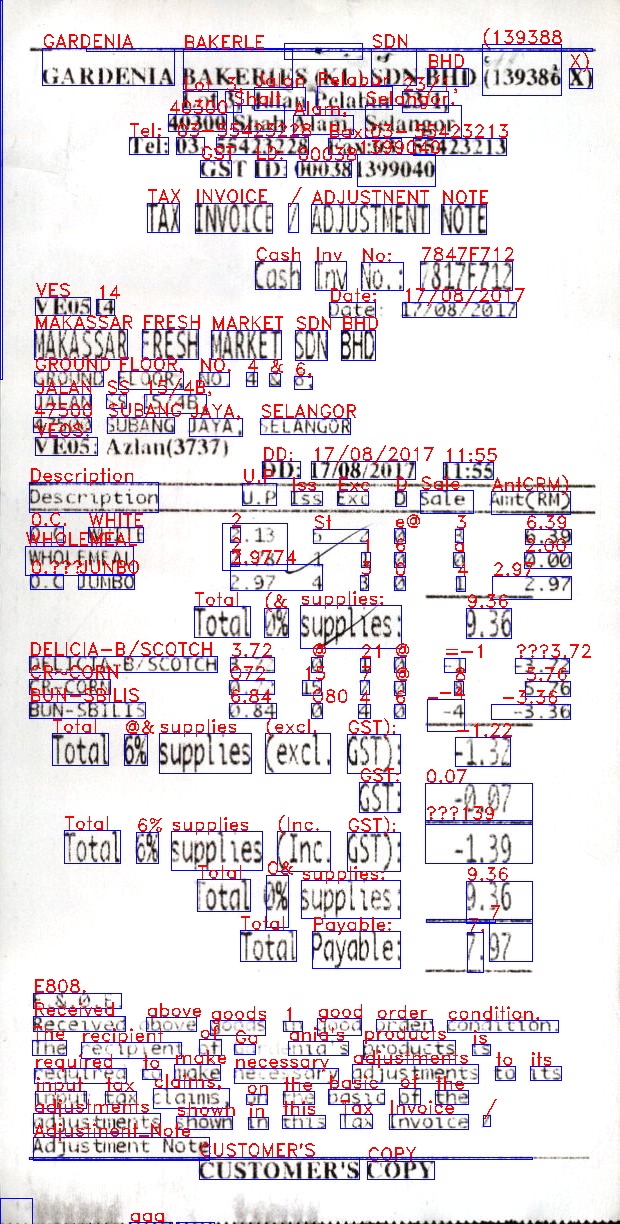 GARDENIA BAKERIES (KL) SDN BHD (139386 X)
Lot 3, Jalan Pelabur 23/1,
40300 Shah Alam, Selangor.
Tel: 03-55423228 Fax: 03-55423213
GST ID: 000381399040
TAX INVOICE / ADJUSTMENT NOTE
Cash Inv No.: 7817F712
VE05 14 Date: 17/08/2017
MAKASSAR FRESH MARKET SDN BHD
GROUND FLOOR, NO. 4 & 6,
JALAN SS 15/4B,
47500 SUBANG JAYA, SELANGOR
VE05: Azlan(3737)
DD: 17/08/2017 11:55
Description U.P Iss Exc D Sale Amt(RM)
O.C WHITE 2.13 5 2 0 3 6.39
WHOLEMEAL 1 1 0 0 0.00
O.C JUMBO 2.97 4 3 0 1 2.97
Total 0% supplies: 9.36
DELICIA-B/SCOTCH 3.72 0 1 0 -1 -3.72
CR-CORN 0.72 15 7 0 8 5.76
BUN-SBILIS 0.84 0 4 0 -4 -3.36
Total 6% supplies (excl. GST): -1.32
GST: -0.07
Total 6% supplies (Inc. GST): -1.39
Total 0% supplies: 9.36
Total Payable: 7.97
E.& O.E.
Received above goods in good order condition.
The recipient of Gardenia's products is
required to make necessary adjustments to its
input tax claims, on the basis of the
adjustments shown in this Tax Invoice /
Adjustment Note
CUSTOMER'S COPY